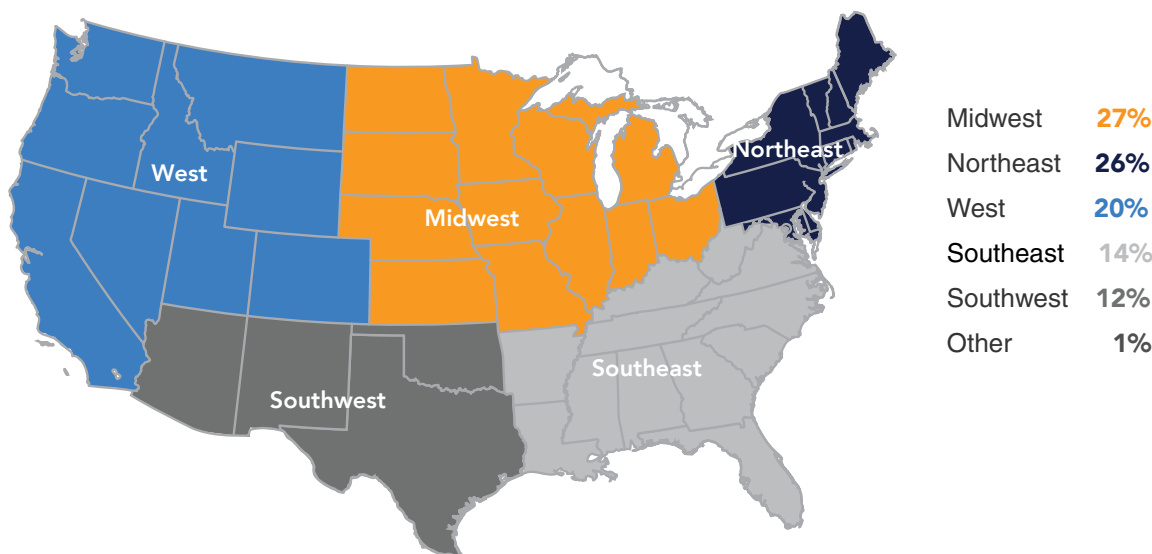 Northeast
West
Midwest
Southeast
Southwest
Midwest 27%
Northeast 26%
West 20%
Southeast 14%
Southwest 12%
Other 1%